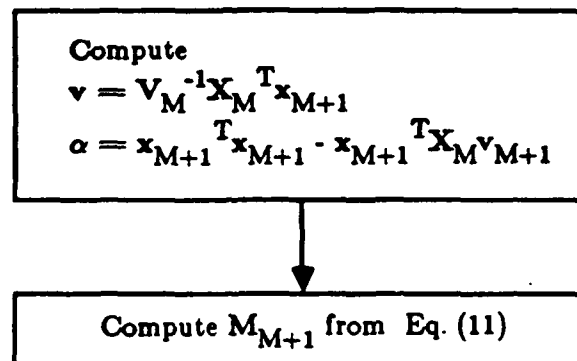 Compute
v = V_M^-1 X_M^T x_M+1
α = x_M+1^T x_M+1 - x_M+1^T X_M v_M+1
Compute M_M+1 from Eq. (11)